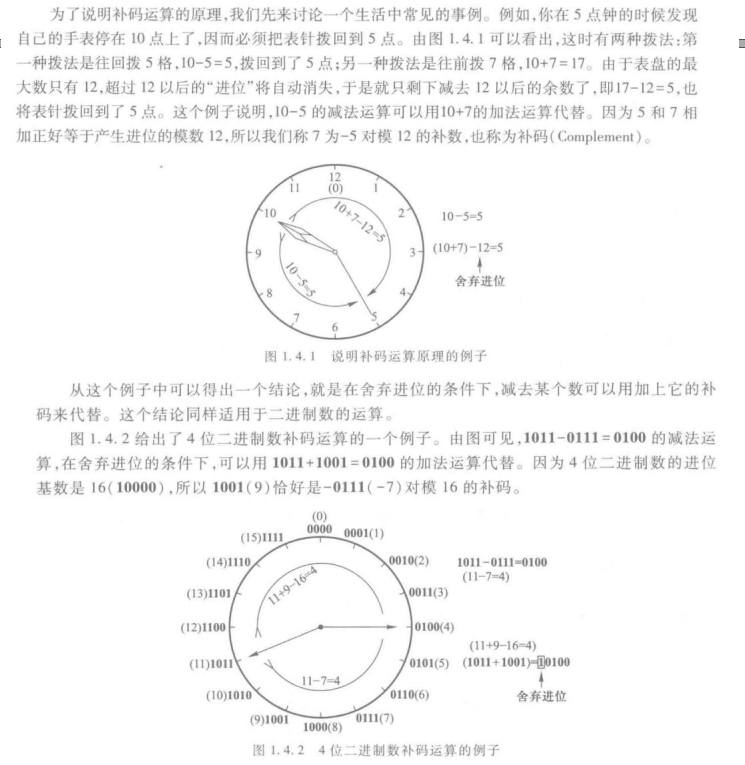 为了说明补码运算的原理,我们先来讨论一个生活中常见的事例。例如,你在 5 点钟的时候发现
自己的手表停在 10 点上了,因而必须把表针拨回到 5 点。由图 1.4.1 可以看出,这时有两种拨法:第
一种拨法是往回拨 5 格,10-5=5,拨回到了 5 点;另一种拨法是往前拨 7 格,10+7=17。由于表盘的最
大数只有 12,超过 12 以后的“进位”将自动消失,于是就只剩下减去 12 以后的余数了,即17-12=5,也
将表针拨回到了 5 点。这个例子说明,10-5 的减法运算可以用10+7的加法运算代替。因为 5 和 7 相
加正好等于产生进位的模数 12,所以我们称 7 为-5 对模 12 的补数,也称为补码(Complement)。
12
(0)
11
1
10
2
10+7-12=5
10-5=5
9
3
(10+7)-12=5
10-5=5
舍弃进位
8
4
7
5
6
图 1.4.1 说明补码运算原理的例子
从这个例子中可以得出一个结论,就是在舍弃进位的条件下,减去某个数可以用加上它的补
码来代替。这个结论同样适用于二进制数的运算。
图 1.4.2 给出了 4 位二进制数补码运算的一个例子。由图可见,1011-0111=0100 的减法运
算,在舍弃进位的条件下,可以用 1011+1001=0100 的加法运算代替。因为 4 位二进制数的进位
基数是 16(10000),所以 1001(9)恰好是-0111(-7)对模 16 的补码。
(0)
0000
(15)1111
0001(1)
(14)1110
0010(2)
1011-0111=0100
(11-7=4)
11+9-16=4
(13)1101
0011(3)
(12)1100
0100(4)
(11+9-16=4)
(11)1011
0101(5)
(1011+1001)=10100
11-7=4
(10)1010
0110(6)
舍弃进位
(9)1001
0111(7)
1000(8)
图 1.4.2 4 位二进制数补码运算的例子